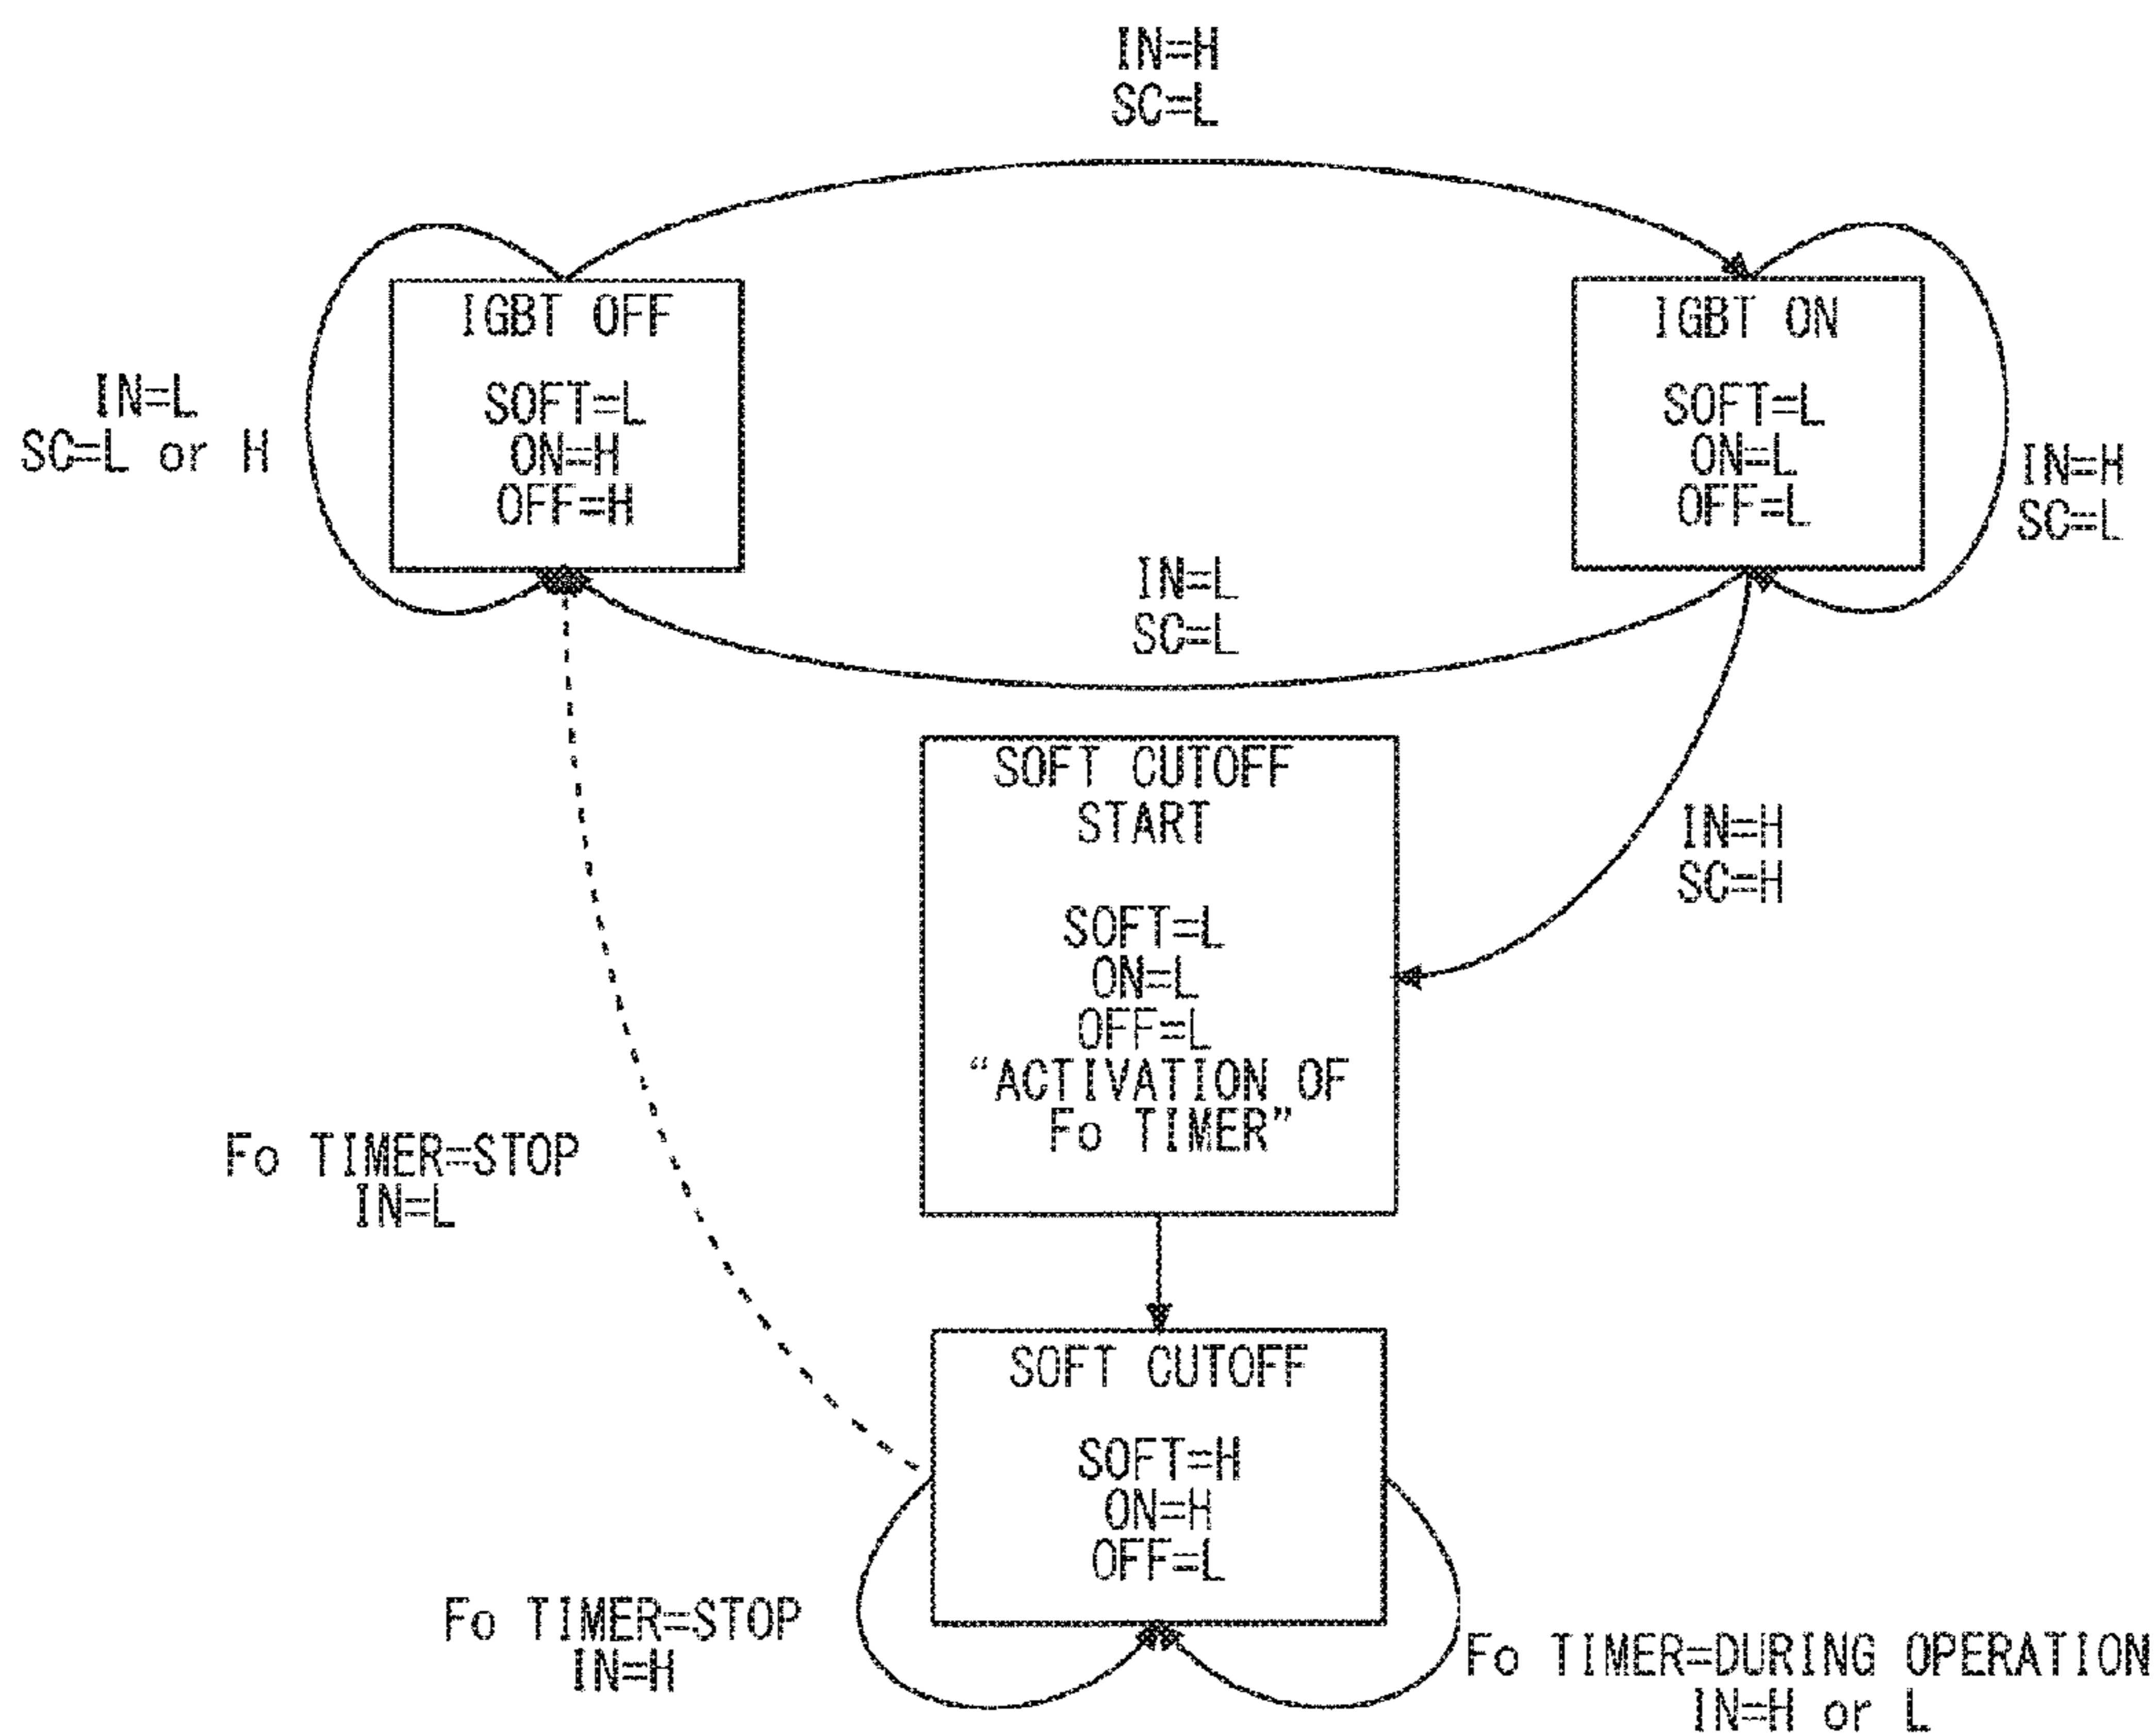 IN=H
SC=L
IGBT OFF
SOFT=L
ON=H
OFF=H
IGBT ON
SOFT=L
ON=L
OFF=L
IN=L
SC=L or H
IN=H
SC=L
IN=L
SC=L
SOFT CUTOFF
START
SOFT=L
ON=L
OFF=L
“ACTIVATION OF
Fo TIMER”
IN=H
SC=H
Fo TIMER=STOP
IN=L
SOFT CUTOFF
SOFT=H
ON=H
OFF=L
Fo TIMER=STOP
IN=H
Fo TIMER=DURING OPERATION
IN=H or L